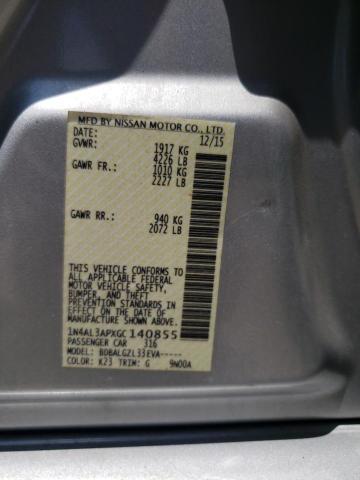 MFD BY NISSAN MOTOR CO., LTD.
DATE: 12/15
GVWR: 1917 KG
4226 LB
GAWR FR.: 1010 KG
2227 LB
GAWR RR.: 940 KG
2072 LB
THIS VEHICLE CONFORMS TO
ALL APPLICABLE FEDERAL
MOTOR VEHICLE SAFETY,
BUMPER, AND THEFT
PREVENTION STANDARDS IN
EFFECT ON THE DATE OF
MANUFACTURE SHOWN ABOVE.
1N4AL3APXGC140855
PASSENGER CAR 316
MODEL: BDBALGZL33EVA-----
COLOR: K23 TRIM: G 9N00A